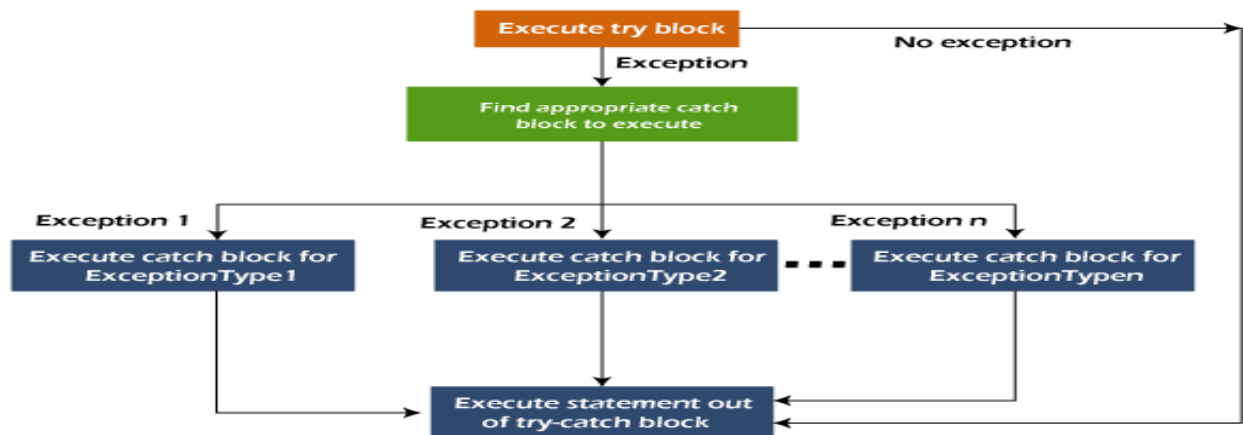 Execute try block
No exception
Exception
Find appropriate catch
block to execute
Exception 1
Exception 2
Exception n
Execute catch block for
ExceptionType1
Execute catch block for
ExceptionType2
Execute catch block for
ExceptionTypen
Execute statement out
of try-catch block